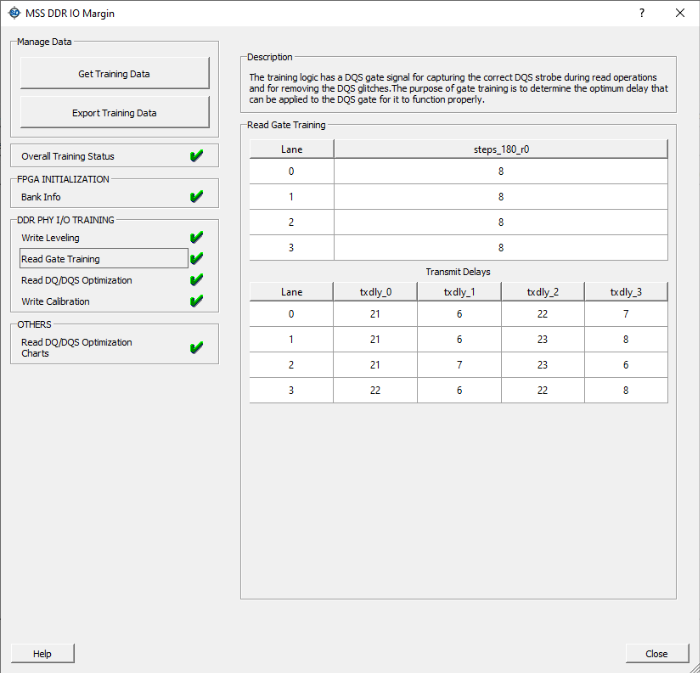 MSS DDR IO Margin
? ×
Manage Data
Get Training Data
Export Training Data
Overall Training Status
FPGA INITIALIZATION
Bank Info
DDR PHY I/O TRAINING
Write Leveling
Read Gate Training
Read DQ/DQS Optimization
Write Calibration
OTHERS
Read DQ/DQS Optimization
Charts
Description
The training logic has a DQS gate signal for capturing the correct DQS strobe during read operations
and for removing the DQS glitches.The purpose of gate training is to determine the optimum delay that
can be applied to the DQS gate for it to function properly.
Read Gate Training
Lane steps_180_r0
0 8
1 8
2 8
3 8
Transmit Delays
Lane txdly_0 txdly_1 txdly_2 txdly_3
0 21 6 22 7
1 21 6 23 8
2 21 7 23 6
3 22 6 22 8
Help
Close